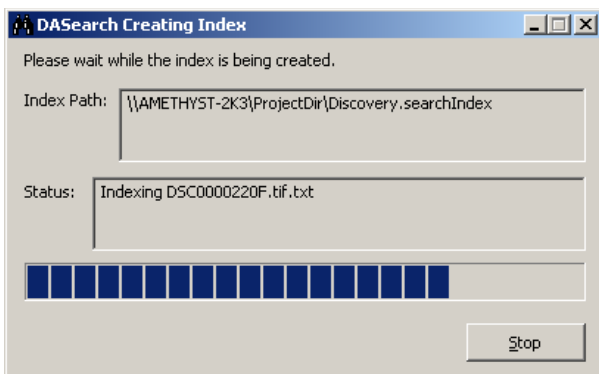 DASearch Creating Index
Please wait while the index is being created.
Index Path: \\AMETHYST-2K3\ProjectDir\Discovery.searchIndex
Status: Indexing DSC0000220F.tif.txt
Stop